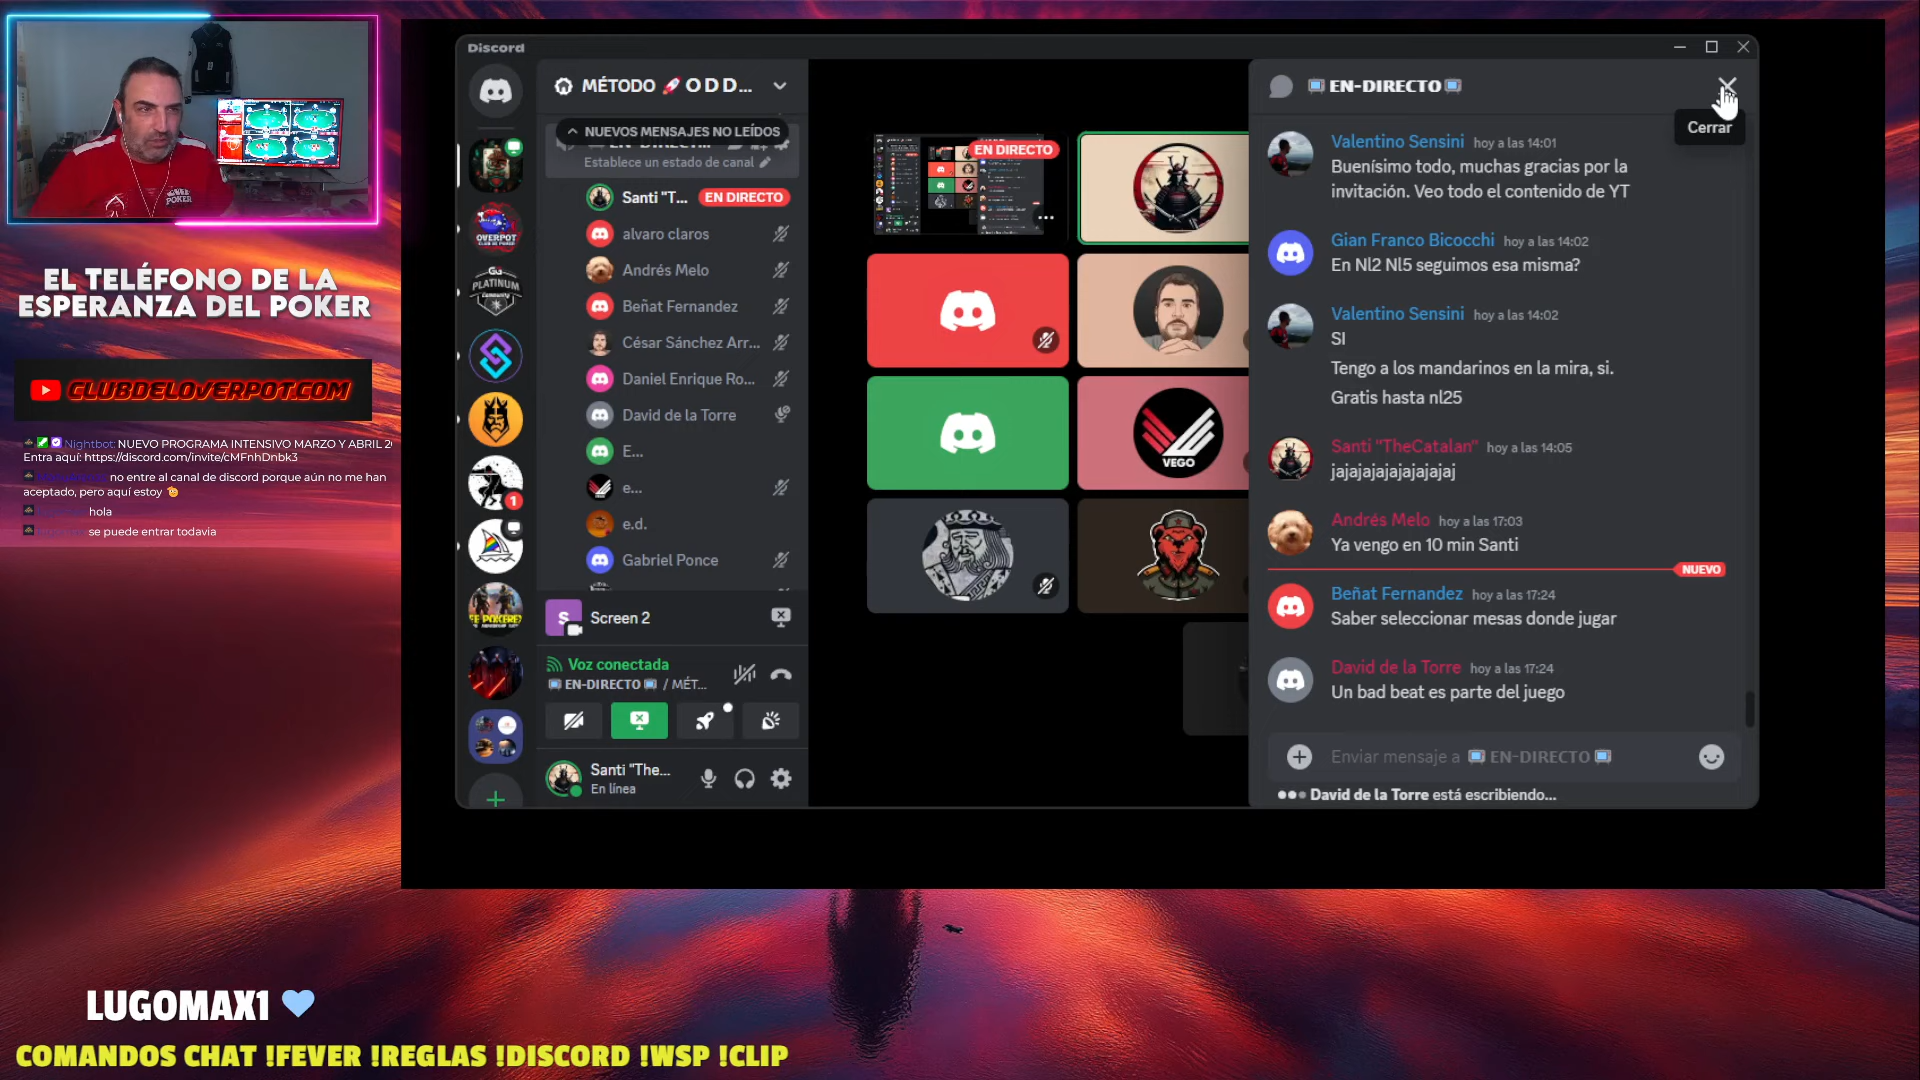 EL TELÉFONO DE LA
ESPERANZA DEL POKER
CLUBDELOVERPOT.COM
Nightbot: NUEVO PROGRAMA INTENSIVO MARZO Y ABRIL 2
Entra aquí: https://discord.com/invite/cMFnhDnbk3
no entre al canal de discord porque aún no me han
aceptado, pero aquí estoy
hola
se puede entrar todavia
LUGOMAX1
COMANDOS CHAT !FEVER !REGLAS !DISCORD !WSP !CLIP
Discord
OVERPOT
PLATINUM
1
MÉTODO 🚀 O D D...
NUEVOS MENSAJES NO LEÍDOS
Establece un estado de canal
Santi "T... EN DIRECTO
alvaro claros
Andrés Melo
Beñat Fernandez
César Sánchez Arr...
Daniel Enrique Ro...
David de la Torre
E...
e...
e.d.
Gabriel Ponce
S Screen 2
Voz conectada
EN-DIRECTO / MÉT...
Santi "The...
En línea
EN DIRECTO
VEGO
EN-DIRECTO
Cerrar
Valentino Sensini hoy a las 14:01
Buenísimo todo, muchas gracias por la
invitación. Veo todo el contenido de YT
Gian Franco Bicocchi hoy a las 14:02
En Nl2 Nl5 seguimos esa misma?
Valentino Sensini hoy a las 14:02
SI
Tengo a los mandarinos en la mira, si.
Gratis hasta nl25
Santi "TheCatalan" hoy a las 14:05
jajajajajajajajaj
Andrés Melo hoy a las 17:03
Ya vengo en 10 min Santi
NUEVO
Beñat Fernandez hoy a las 17:24
Saber seleccionar mesas donde jugar
David de la Torre hoy a las 17:24
Un bad beat es parte del juego
Enviar mensaje a EN-DIRECTO
David de la Torre está escribiendo...